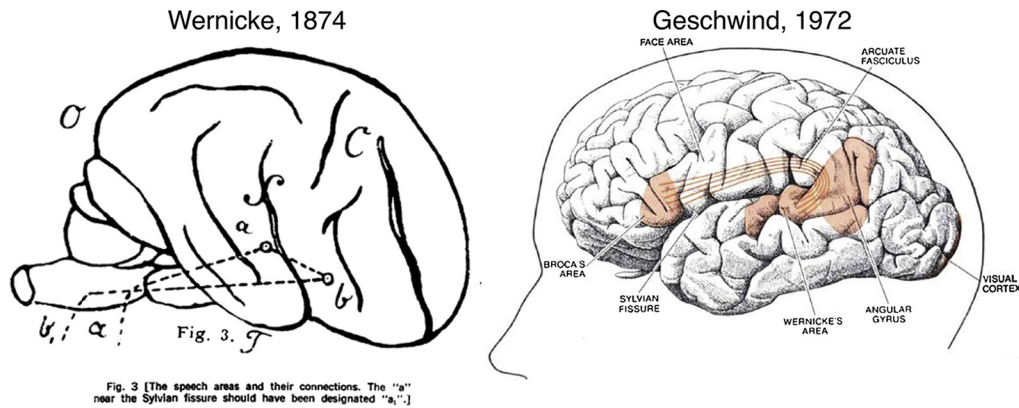 Wernicke, 1874
O
C
S
a
b
b, a
Fig. 3. T
Fig. 3 [The speech areas and their connections. The "a"
near the Sylvian fissure should have been designated "a₁".]
Geschwind, 1972
FACE AREA
ARCUATE
FASCICULUS
BROCA'S
AREA
SYLVIAN
FISSURE
WERNICKE'S
AREA
ANGULAR
GYRUS
VISUAL
CORTEX